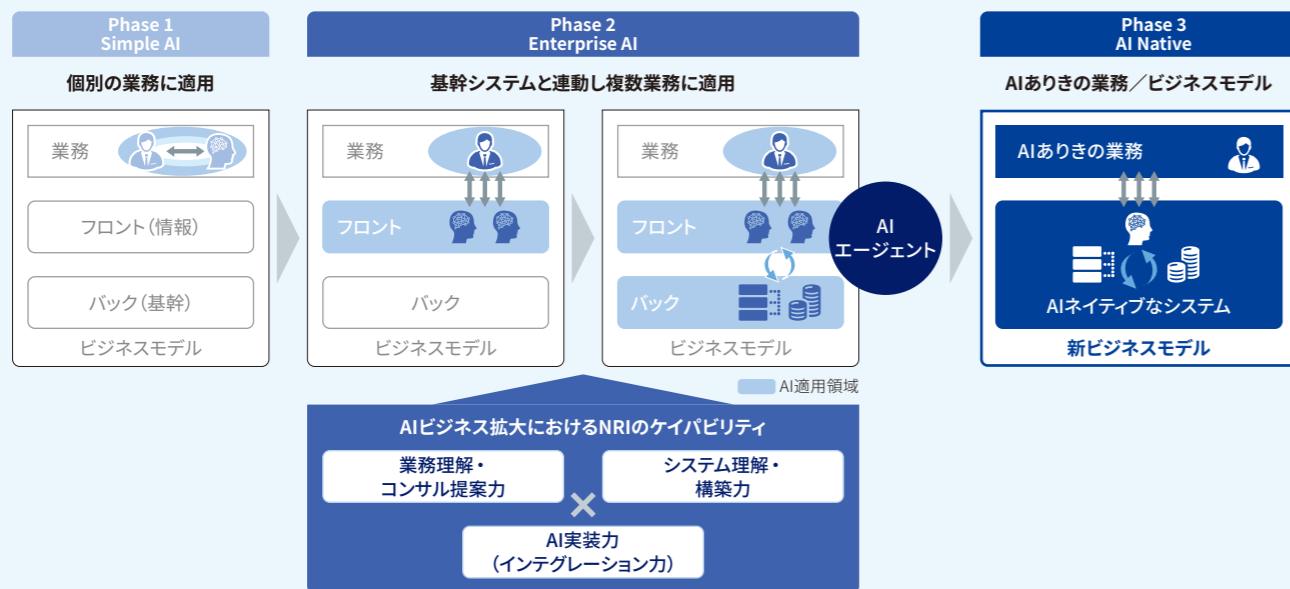 Phase 1
Simple AI
個別の業務に適用
業務
フロント（情報）
バック（基幹）
ビジネスモデル
Phase 2
Enterprise AI
基幹システムと連動し複数業務に適用
業務
フロント
バック
ビジネスモデル
業務
フロント
バック
ビジネスモデル
AI
エージェント
AI適用領域
Phase 3
AI Native
AIありきの業務／ビジネスモデル
AIありきの業務
AIネイティブなシステム
新ビジネスモデル
AIビジネス拡大におけるNRIのケイパビリティ
業務理解・
コンサル提案力
システム理解・
構築力
×
AI実装力
（インテグレーション力）